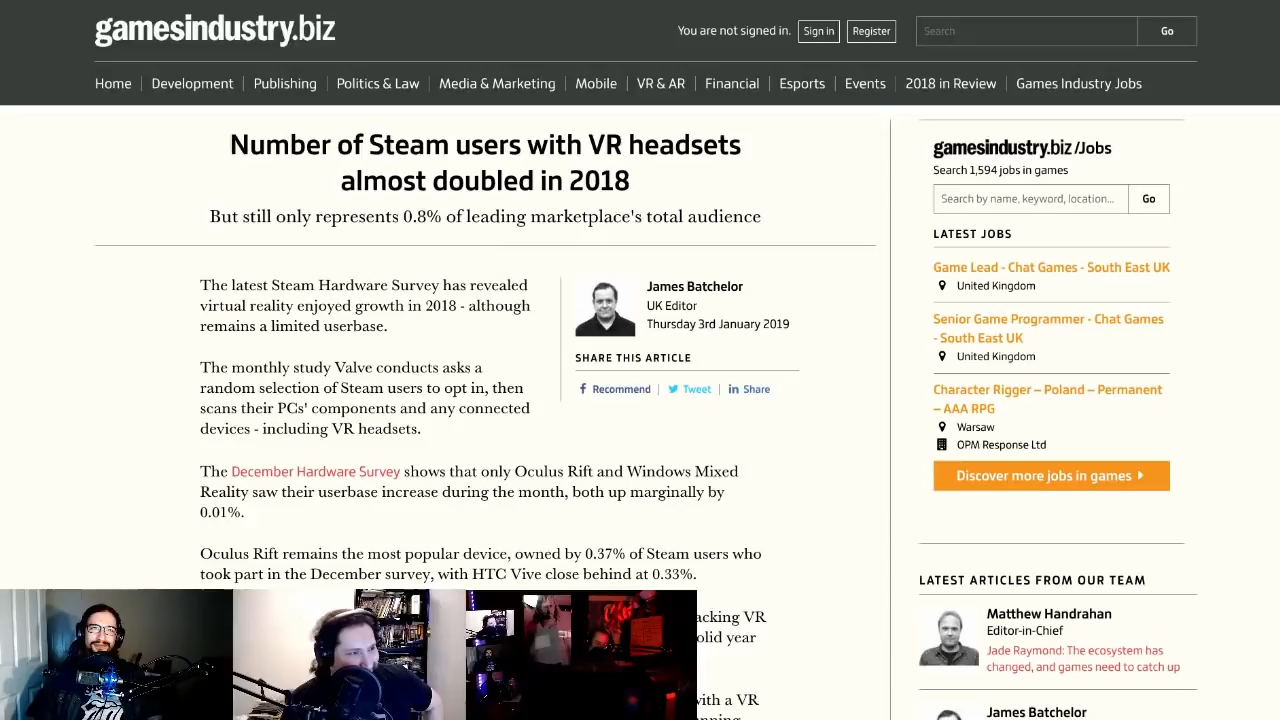 gamesindustry.biz
You are not signed in. Sign in Register
Search Go
Home Development Publishing Politics & Law Media & Marketing Mobile VR & AR Financial Esports Events 2018 in Review Games Industry Jobs
Number of Steam users with VR headsets
almost doubled in 2018
But still only represents 0.8% of leading marketplace's total audience
The latest Steam Hardware Survey has revealed
virtual reality enjoyed growth in 2018 - although
remains a limited userbase.
The monthly study Valve conducts asks a
random selection of Steam users to opt in, then
scans their PCs' components and any connected
devices - including VR headsets.
James Batchelor
UK Editor
Thursday 3rd January 2019
SHARE THIS ARTICLE
Recommend Tweet Share
The December Hardware Survey shows that only Oculus Rift and Windows Mixed
Reality saw their userbase increase during the month, both up marginally by
0.01%.
Oculus Rift remains the most popular device, owned by 0.37% of Steam users who
took part in the December survey, with HTC Vive close behind at 0.33%.
acking VR
olid year
with a VR
gamesindustry.biz /Jobs
Search 1,594 jobs in games
Search by name, keyword, location... Go
LATEST JOBS
Game Lead - Chat Games - South East UK
United Kingdom
Senior Game Programmer - Chat Games
- South East UK
United Kingdom
Character Rigger – Poland – Permanent
– AAA RPG
Warsaw
OPM Response Ltd
Discover more jobs in games
LATEST ARTICLES FROM OUR TEAM
Matthew Handrahan
Editor-in-Chief
Jade Raymond: The ecosystem has
changed, and games need to catch up
James Batchelor